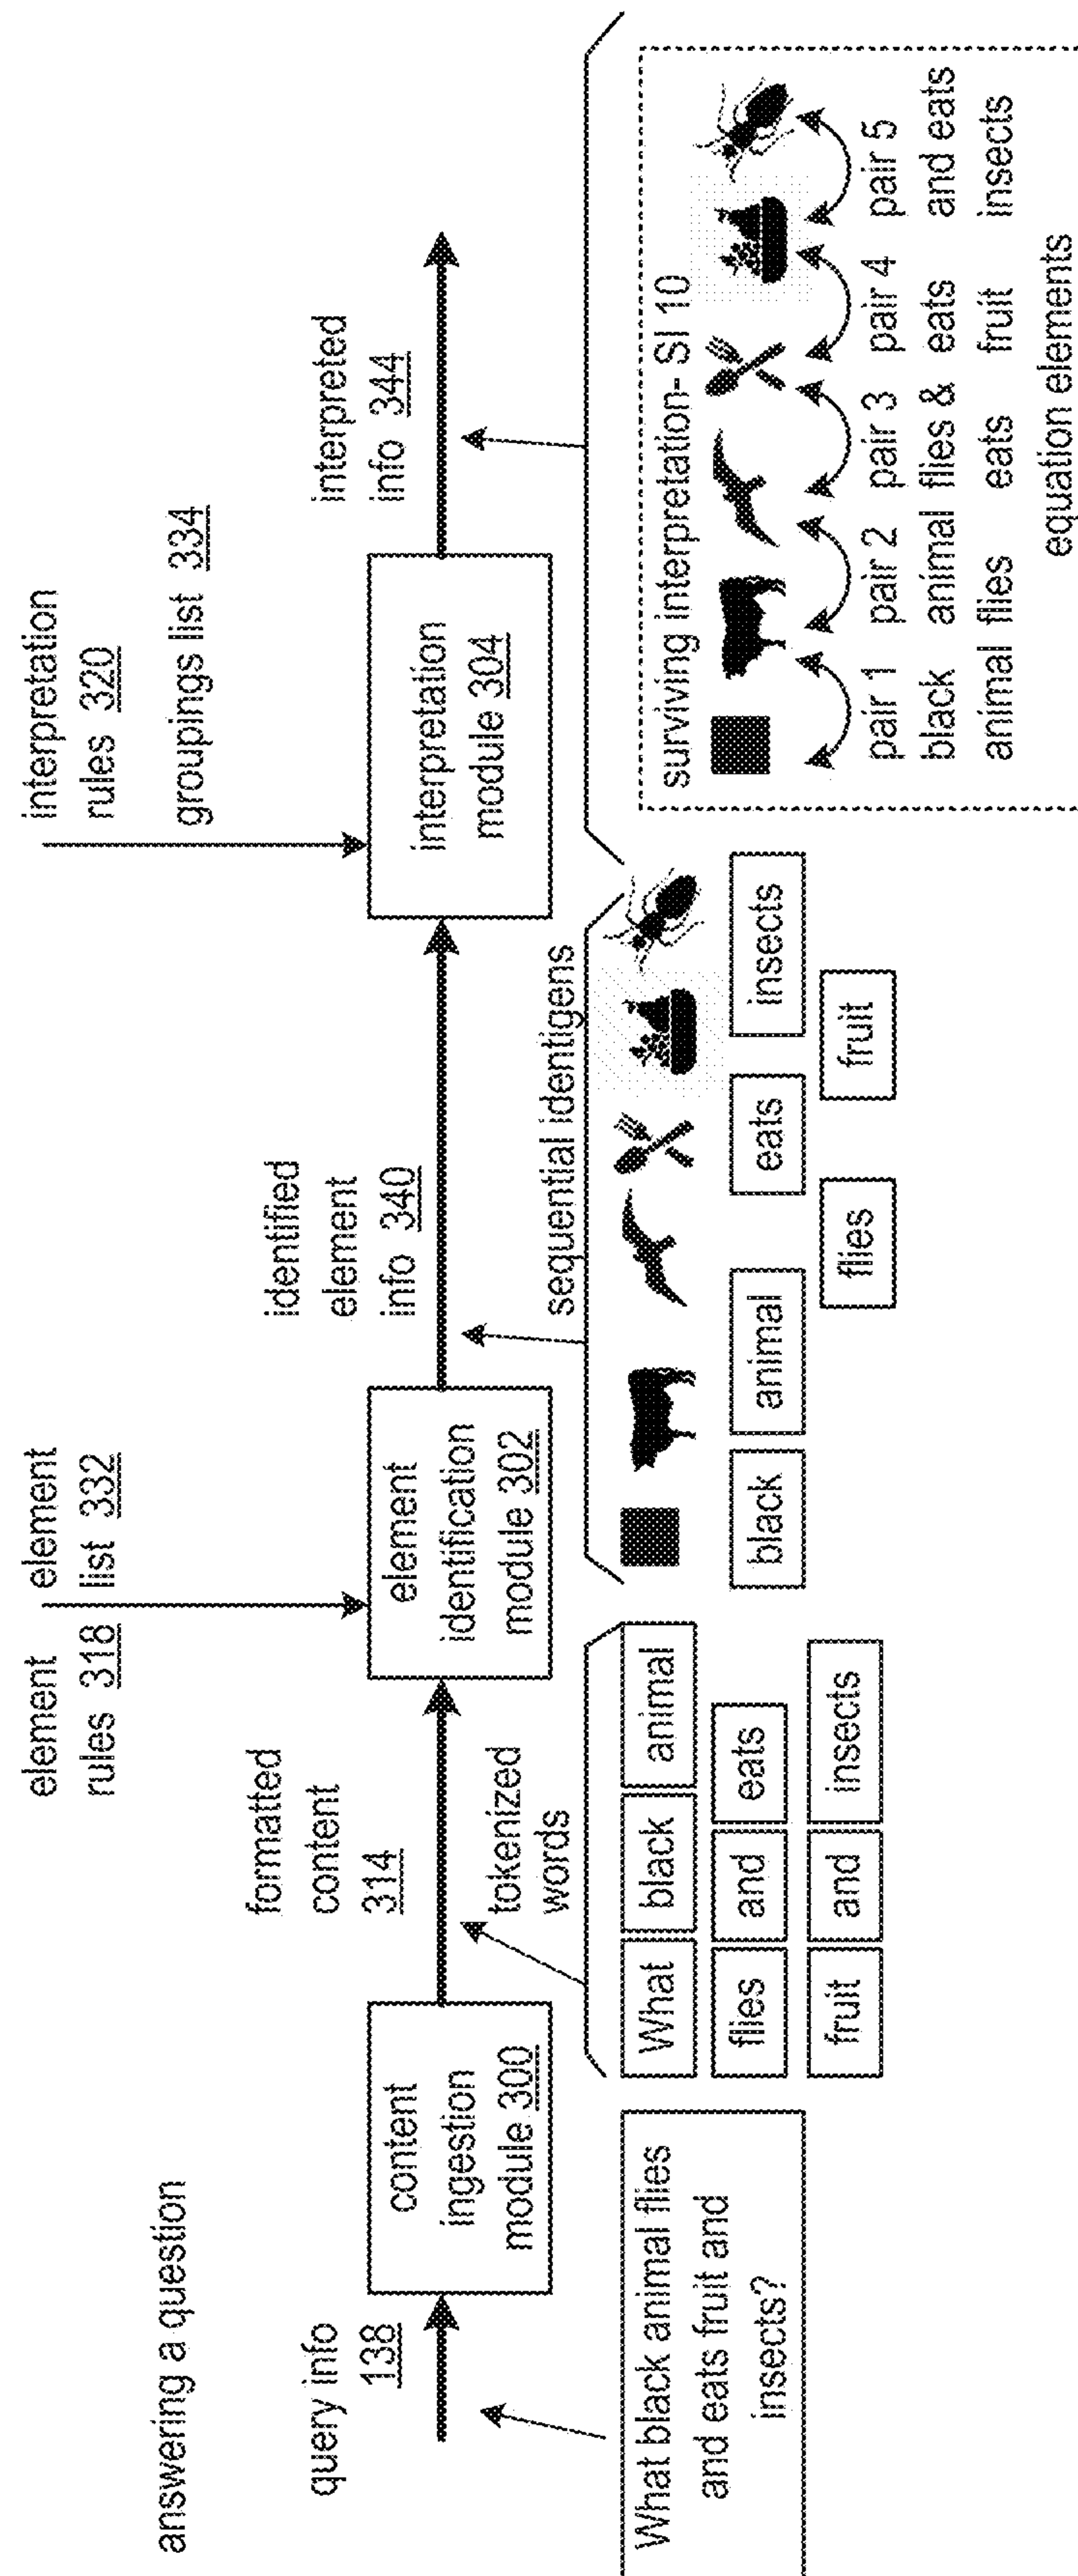 answering a question
query info
138
What black animal flies
and eats fruit and
insects?
content
ingestion
module 300
formatted
content
314
tokenized
words
What
black
animal
flies
and
eats
fruit
and
insects
element
rules 318
element
list 332
element
identification
module 302
identified
element
info 340
sequential identigens
black
animal
flies
eats
fruit
insects
interpretation
rules 320
groupings list 334
interpretation
module 304
interpreted
info 344
surviving interpretation- SI 10
pair 1
black
animal
pair 2
animal
flies
pair 3
flies &
eats
pair 4
eats
fruit
pair 5
and eats
insects
equation elements